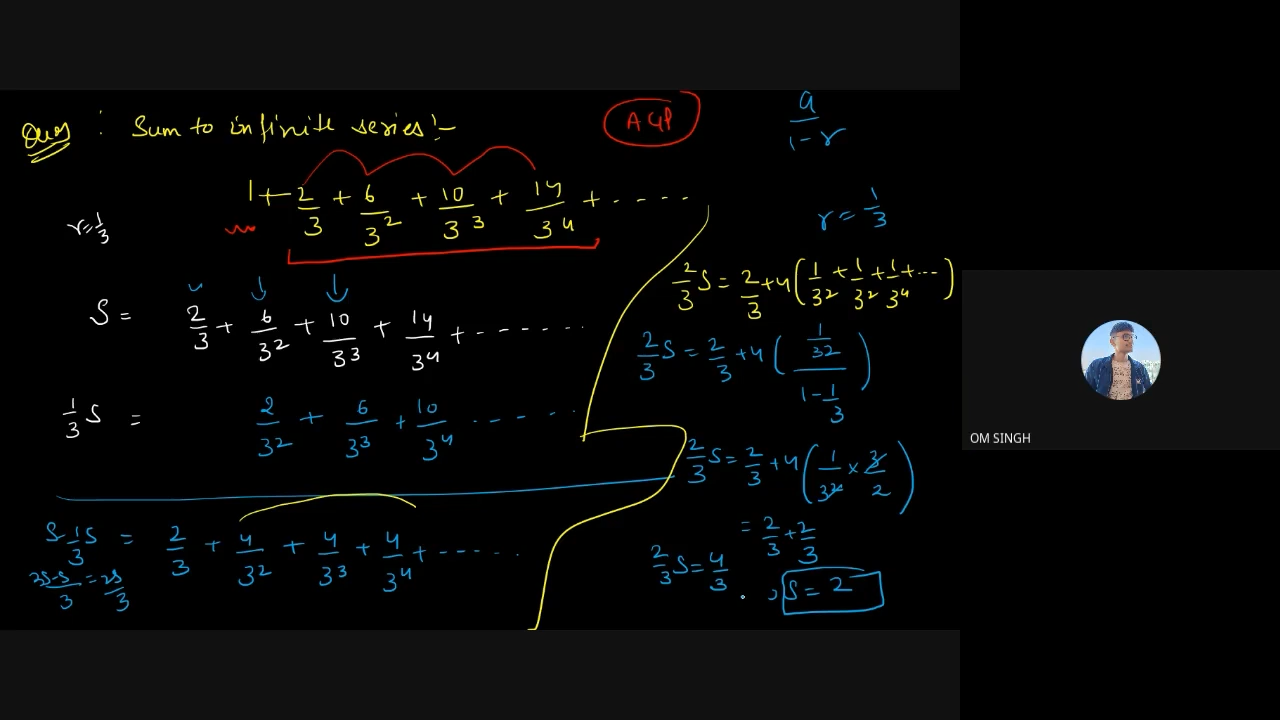 Ques : Sum to infinite series :-
AGP
1 + 2/3 + 6/3² + 10/3³ + 14/3⁴ + ....
r = 1/3
S = 2/3 + 6/3² + 10/3³ + 14/3⁴ + -------
1/3 S = 2/3² + 6/3³ + 10/3⁴ -------
S 1/3 S = 2/3 + 4/3² + 4/3³ + 4/3⁴ + ------
3S-S/3 = 2S/3
a/1-r
r = 1/3
2/3 S = 2/3 + 4 (1/3² + 1/3² + 1/3⁴ + ...)
2/3 S = 2/3 + 4 (1/32 / 1 - 1/3)
2/3 S = 2/3 + 4 (1/3² × 3/2)
= 2/3 + 2/3
2/3 S = 4/3
S = 2
OM SINGH